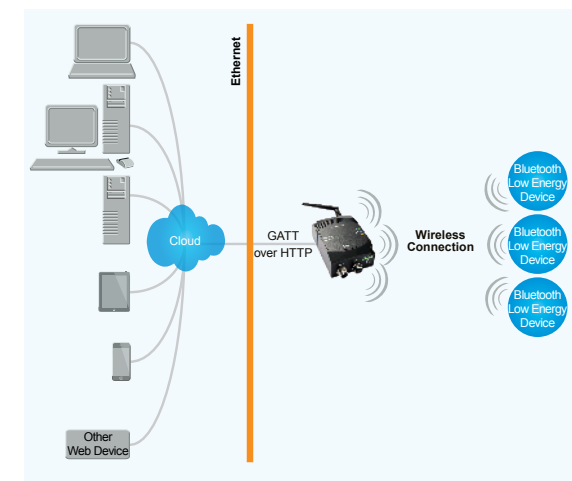 Ethernet
Cloud
GATT
over HTTP
Wireless
Connection
Bluetooth
Low Energy
Device
Bluetooth
Low Energy
Device
Bluetooth
Low Energy
Device
Other
Web Device